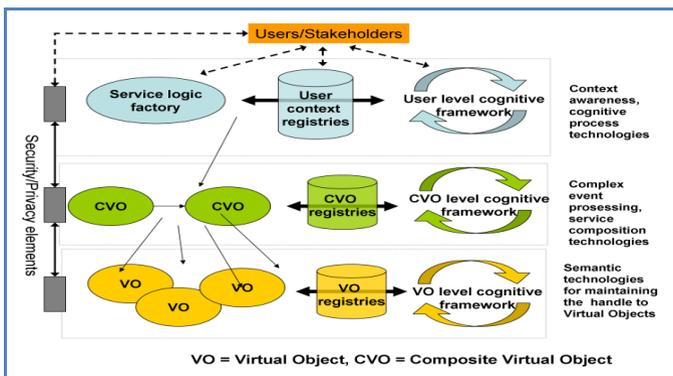 Users/Stakeholders
Service logic
factory
User
context
registries
User level cognitive
framework
Context
awareness,
cognitive
process
technologies
Security/Privacy elements
CVO
CVO
CVO
registries
CVO level cognitive
framework
Complex
event
prosessing,
service
composition
technologies
VO
VO
VO
VO
registries
VO level cognitive
framework
Semantic
technologies
for maintaining
the handle to
Virtual Objects
VO = Virtual Object, CVO = Composite Virtual Object